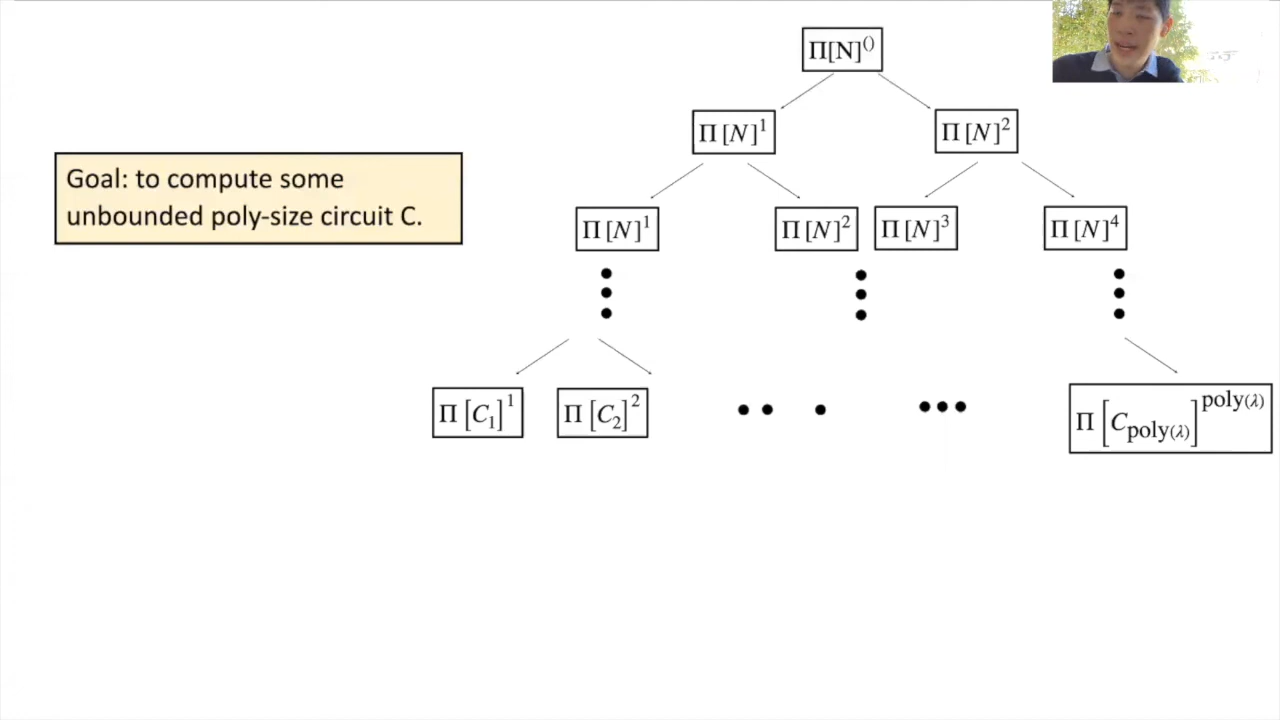 Π[N]⁽⁾
Π[N]¹ Π[N]²
Goal: to compute some
unbounded poly-size circuit C.
Π[N]¹ Π[N]² Π[N]³ Π[N]⁴
Π[C₁]¹ Π[C₂]² Π[C_poly(λ)]^poly(λ)